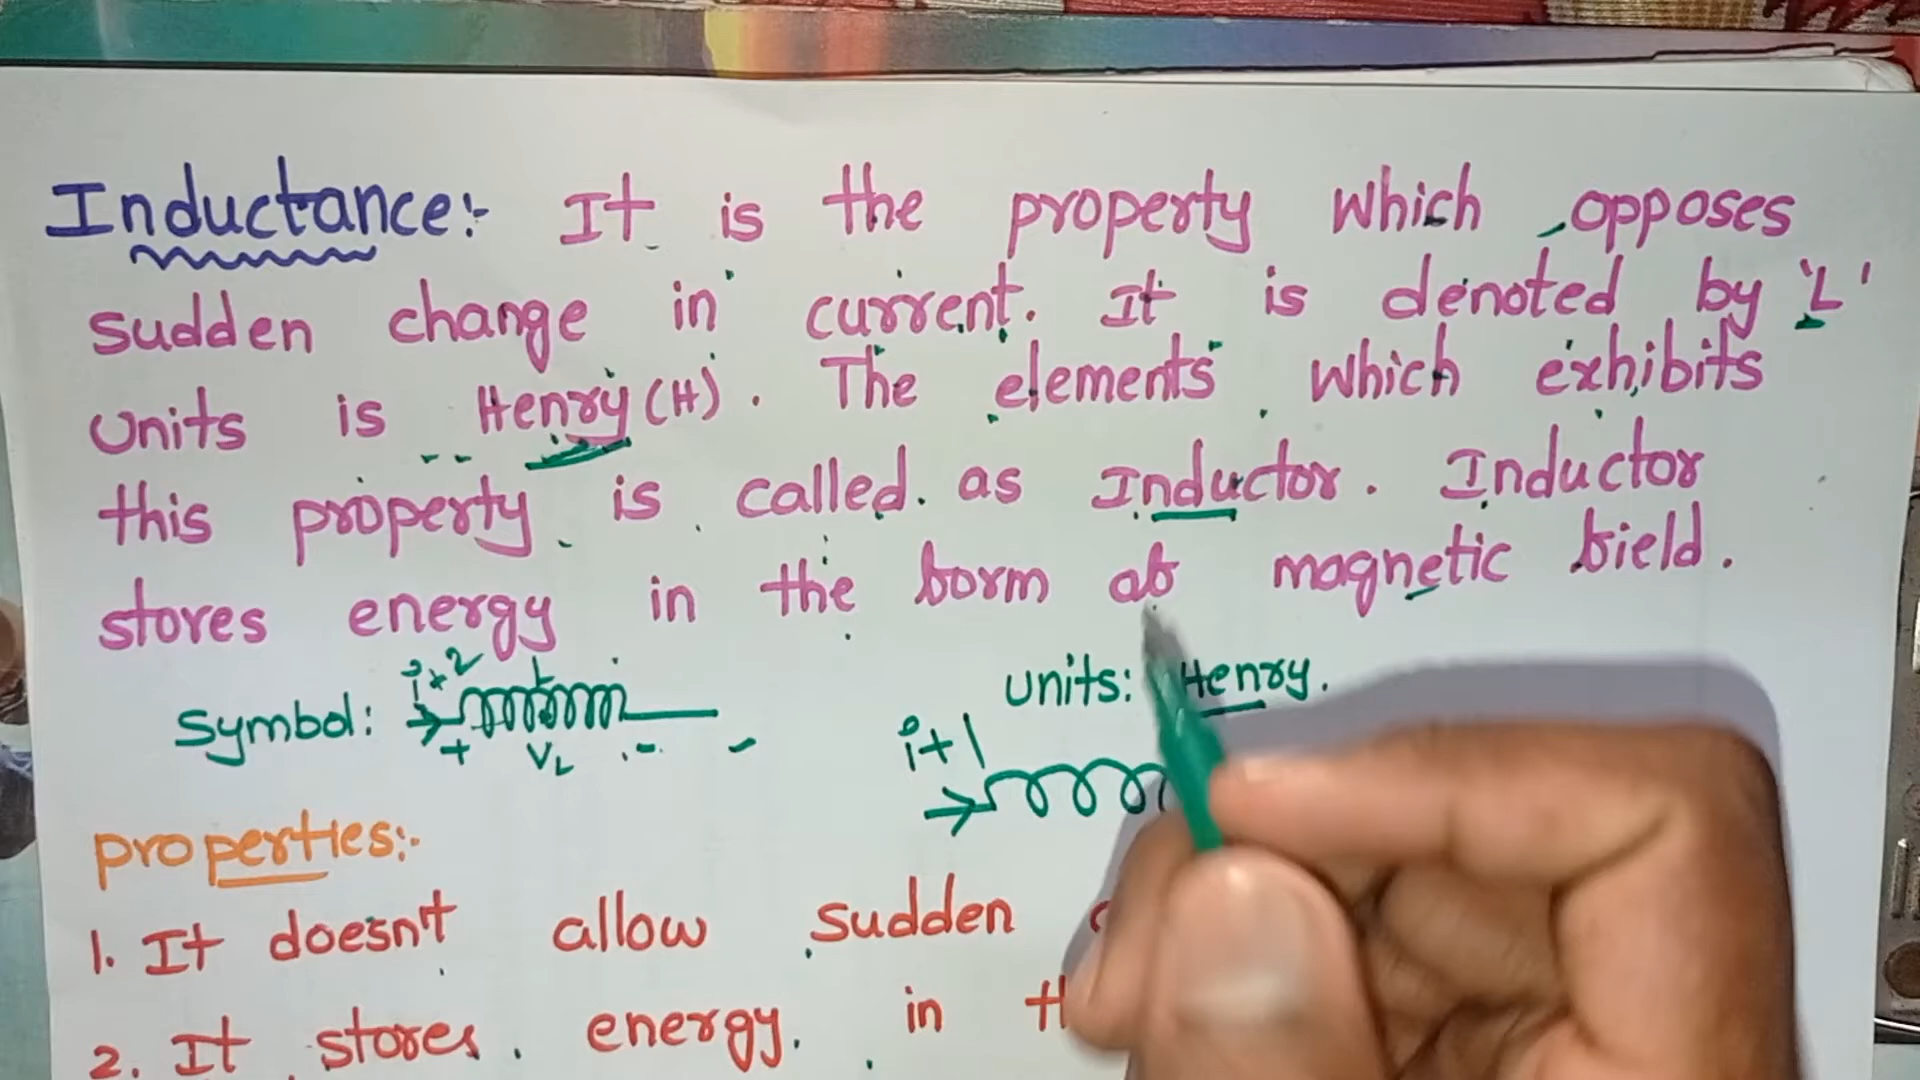 Inductance:- It is the property which opposes
sudden change in current. It is denoted by 'L'
Units is Henry (H). The elements which exhibits
this property is called as Inductor. Inductor
stores energy in the form of magnetic field.
Symbol: i+2 L + VL -
units: Henry.
i+1
Properties:-
1. It doesn't allow sudden
2. It stores energy in